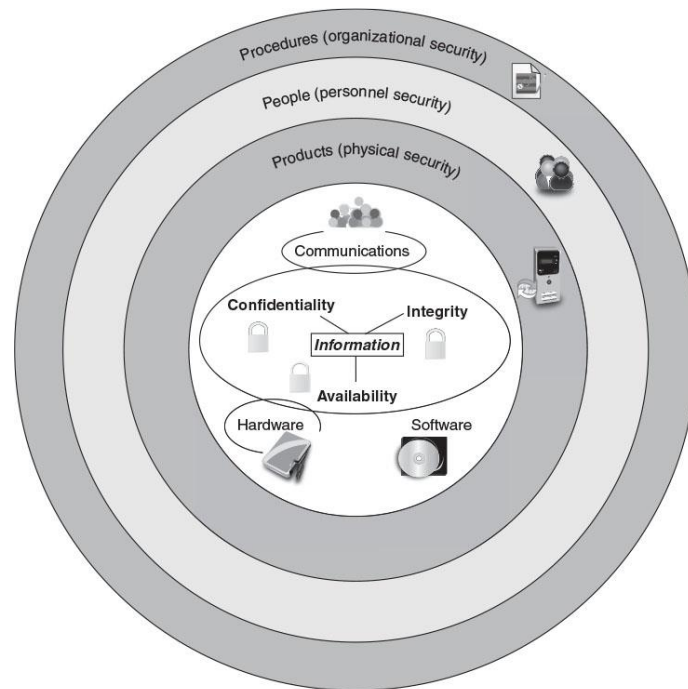 Procedures (organizational security)
People (personnel security)
Products (physical security)
Communications
Confidentiality
Integrity
Information
Availability
Hardware
Software